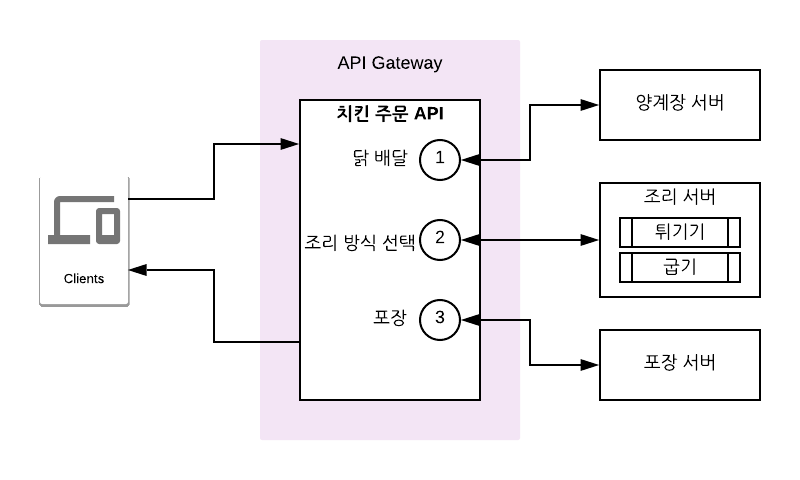 API Gateway
치킨 주문 API
닭 배달
1
조리 방식 선택
2
포장
3
Clients
양계장 서버
조리 서버
튀기기
굽기
포장 서버